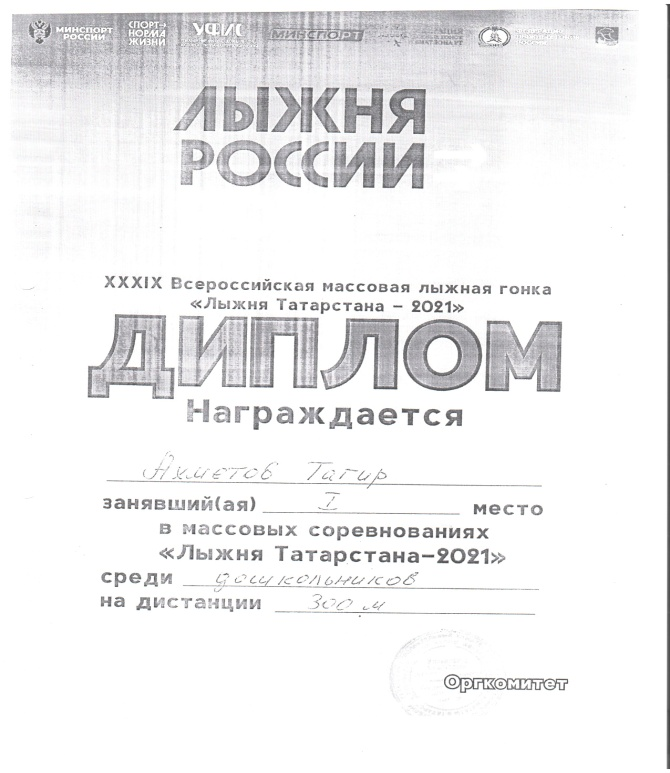 МИНСПОРТ
РОССИИ
СПОРТ→
НОРМА
ЖИЗНИ
УФИС
МИНСПОРТ
ЛЫЖНЯ
РОССИИ
XXXIX Всероссийская массовая лыжная гонка
«Лыжня Татарстана – 2021»
ДИПЛОМ
Награждается
Ахметов Тагир
занявший(ая) I место
в массовых соревнованиях
«Лыжня Татарстана–2021»
среди дошкольников
на дистанции 300 м
Оргкомитет